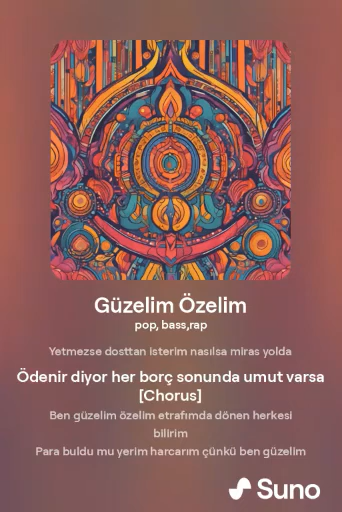 Güzelim Özelim
pop, bass,rap
Yetmezse dosttan isterim nasılsa miras yolda
Ödenir diyor her borç sonunda umut varsa
[Chorus]
Ben güzelim özelim etrafımda dönen herkesi
bilirim
Para buldu mu yerim harcarım çünkü ben güzelim
Suno